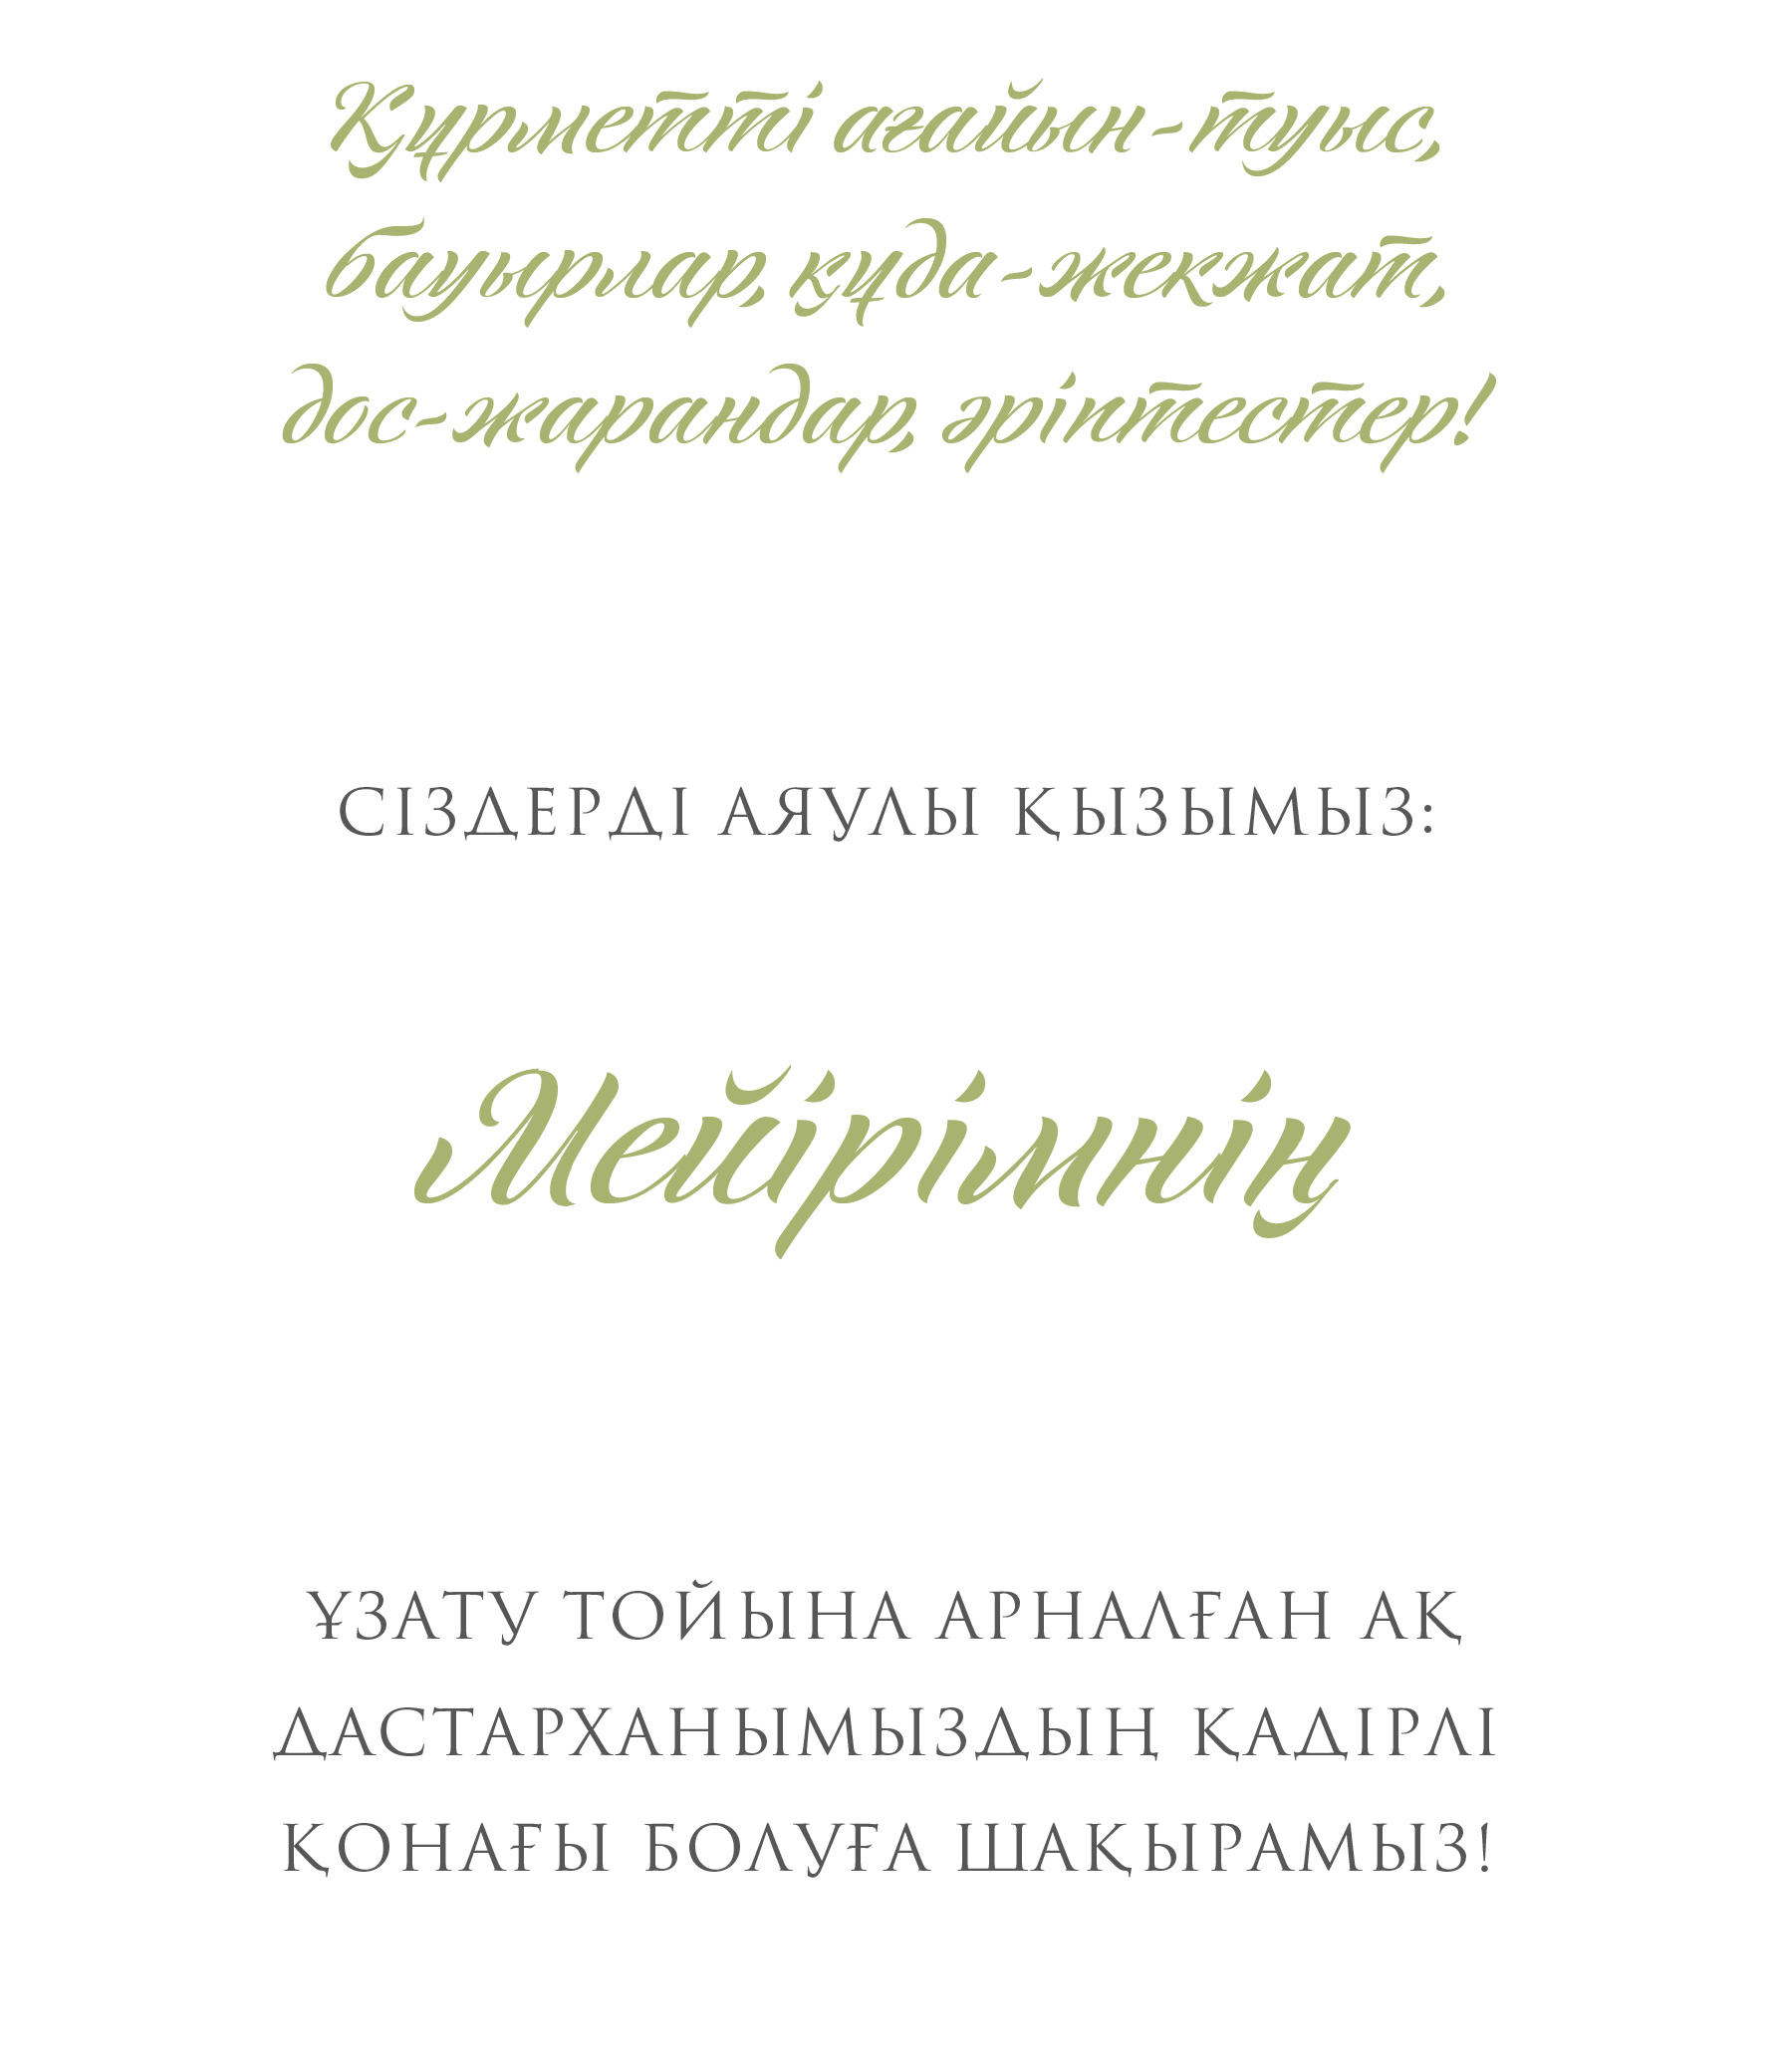 Құрметті ағайын-туыс,
бауырлар, құда-жекжат,
дос-жарандар, әріптестер!
СІЗДЕРДІ АЯУЛЫ ҚЫЗЫМЫЗ:
Мейірімнің
ҰЗАТУ ТОЙЫНА АРНАЛҒАН АҚ
ДАСТАРХАНЫМЫЗДЫҢ ҚАДІРЛІ
ҚОНАҒЫ БОЛУҒА ШАҚЫРАМЫЗ!